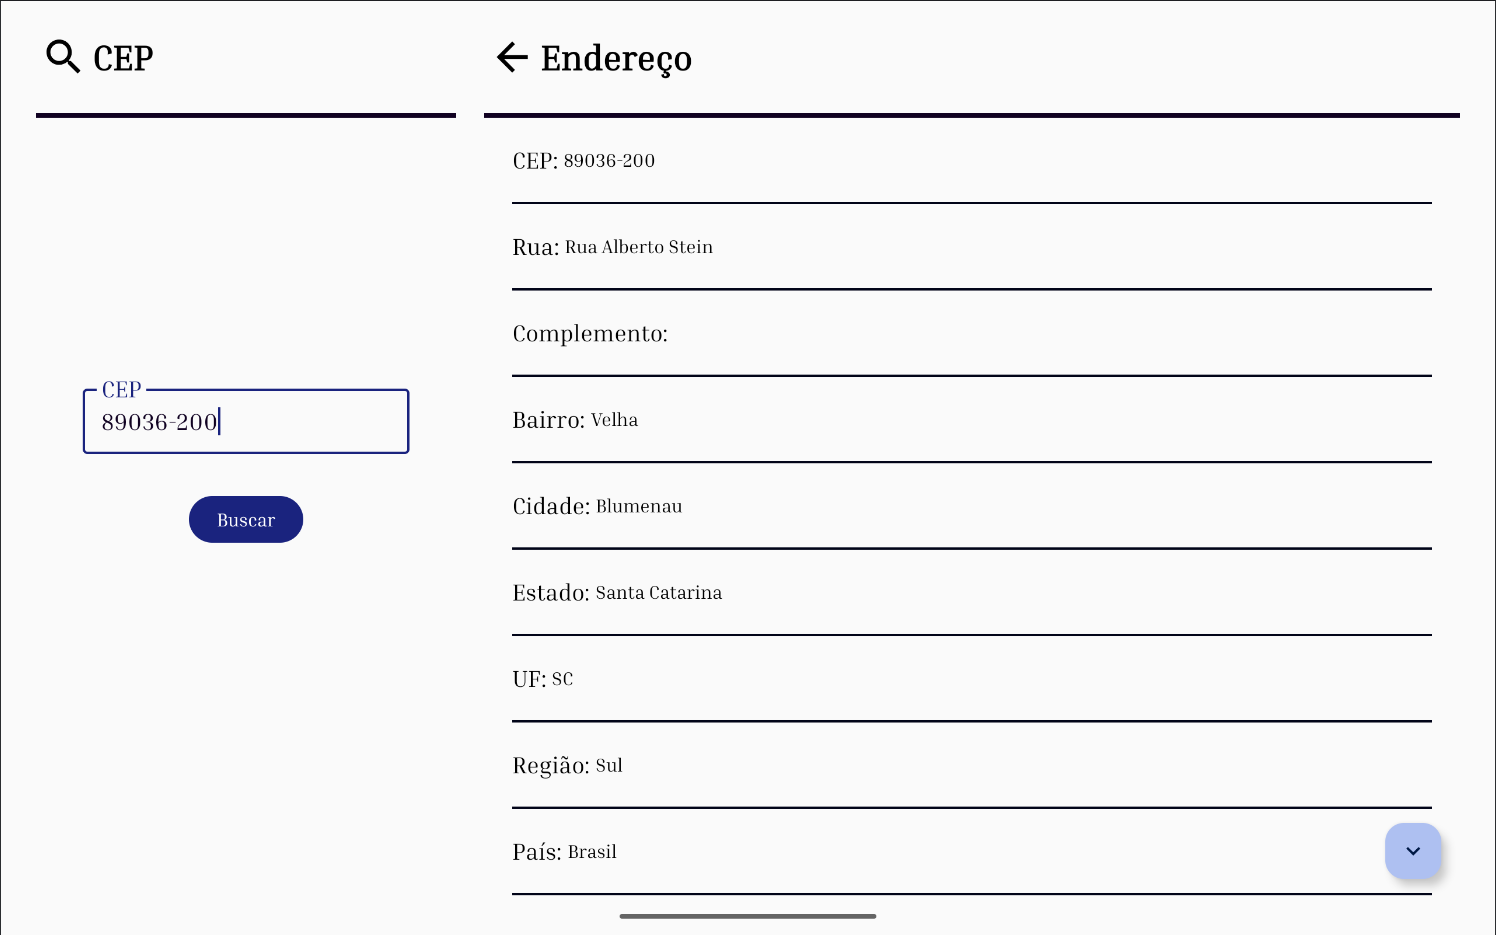 CEP
CEP
89036-200
Buscar
Endereço
CEP: 89036-200
Rua: Rua Alberto Stein
Complemento:
Bairro: Velha
Cidade: Blumenau
Estado: Santa Catarina
UF: SC
Região: Sul
País: Brasil